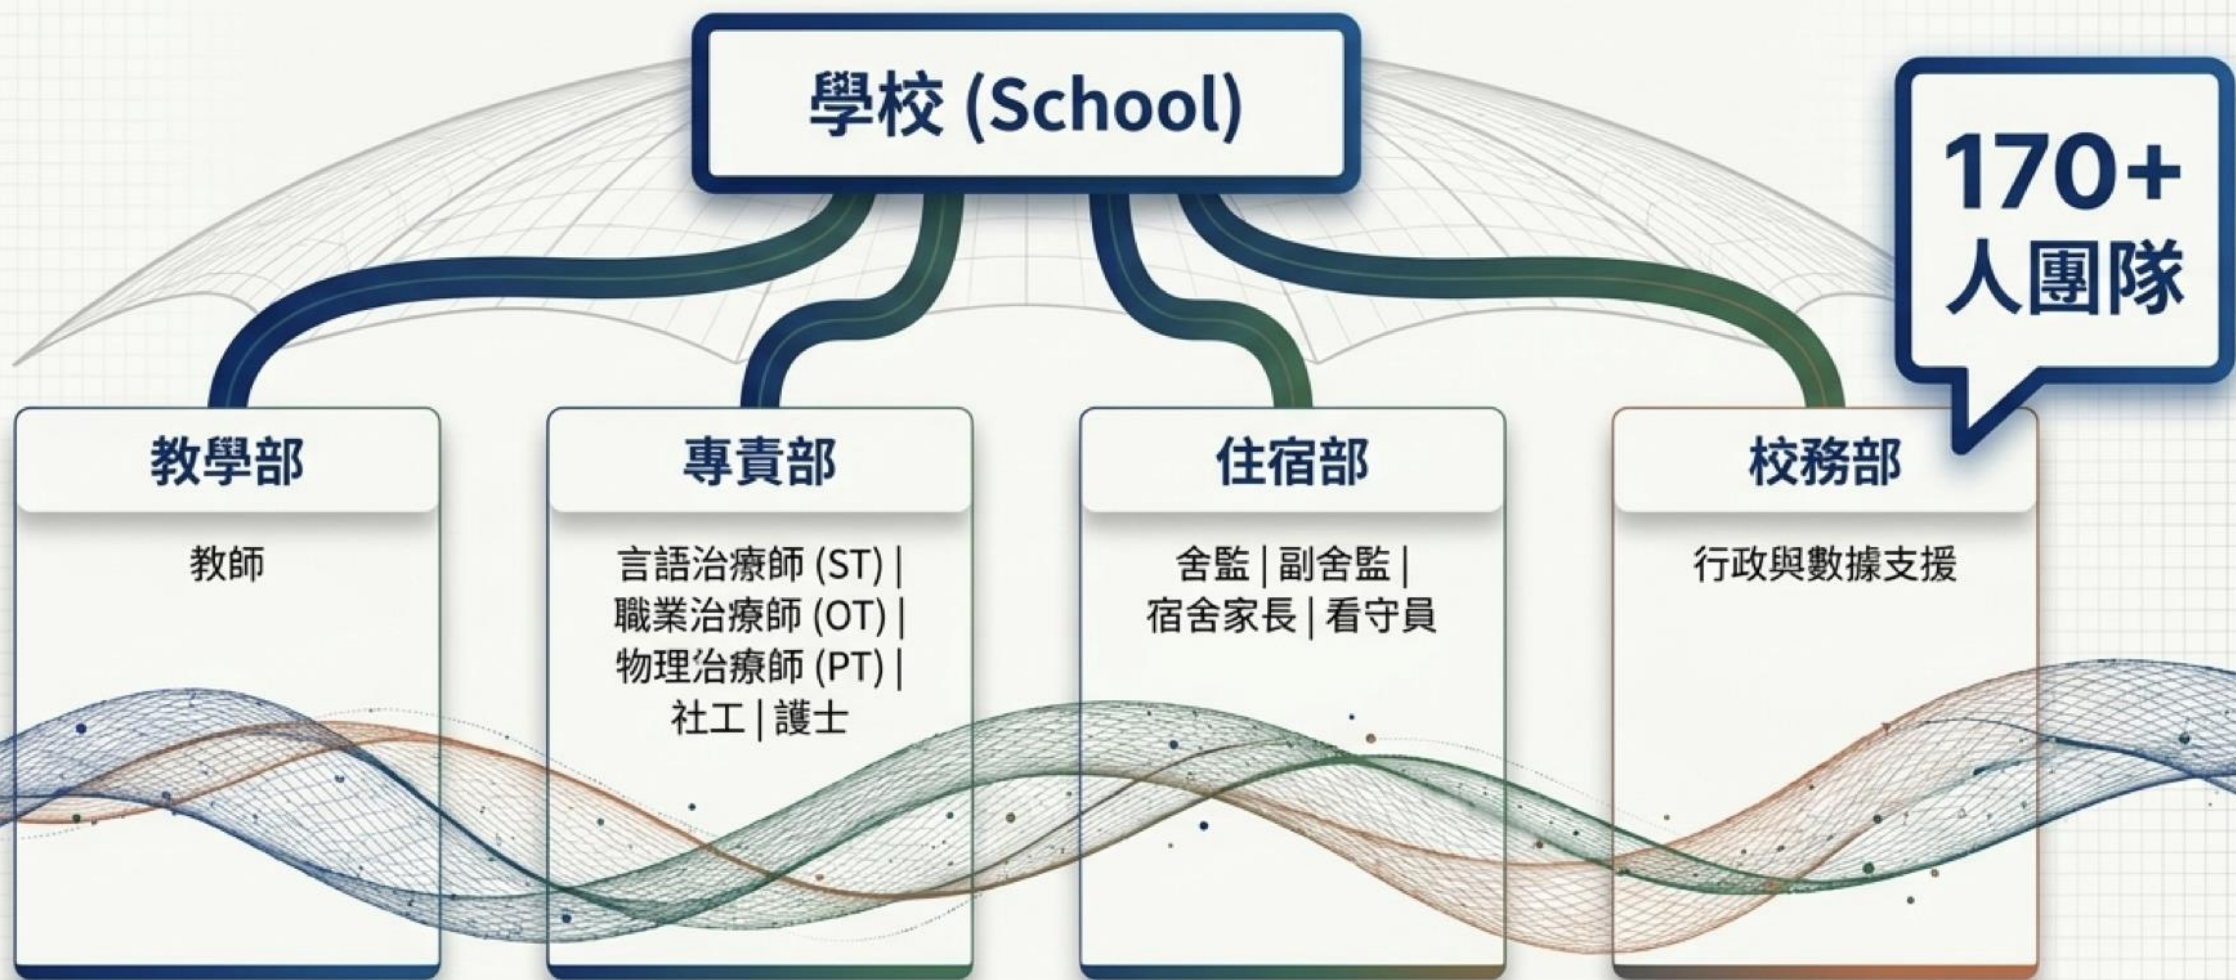 學校 (School)
170+
人團隊
教學部
教師
專責部
言語治療師 (ST) |
職業治療師 (OT) |
物理治療師 (PT) |
社工 | 護士
住宿部
舍監 | 副舍監 |
宿舍家長 | 看守員
校務部
行政與數據支援